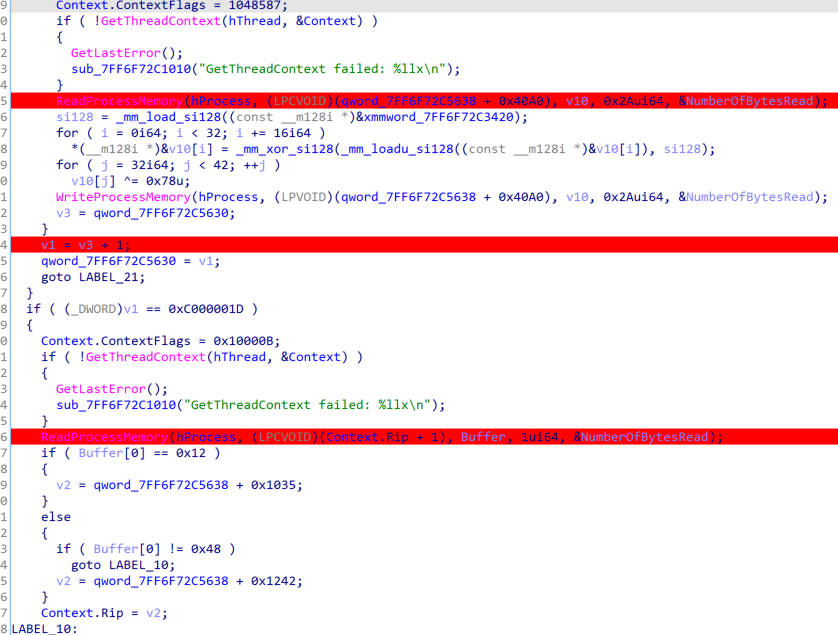 9 Context.ContextFlags = 1048587;
0 if ( !GetThreadContext(hThread, &Context) )
1 {
2 GetLastError();
3 sub_7FF6F72C1010("GetThreadContext failed: %llx\n");
4 }
5 ReadProcessMemory(hProcess, (LPCVOID)(qword_7FF6F72C5638 + 0x40A0), v10, 0x2Aui64, &NumberOfBytesRead);
6 si128 = _mm_load_si128((const __m128i *)&xmmword_7FF6F72C3420);
7 for ( i = 0i64; i < 32; i += 16i64 )
8 *(__m128i *)&v10[i] = _mm_xor_si128(_mm_loadu_si128((const __m128i *)&v10[i]), si128);
9 for ( j = 32i64; j < 42; ++j )
0 v10[j] ^= 0x78u;
1 WriteProcessMemory(hProcess, (LPVOID)(qword_7FF6F72C5638 + 0x40A0), v10, 0x2Aui64, &NumberOfBytesRead);
2 v3 = qword_7FF6F72C5630;
3 }
4 v1 = v3 + 1;
5 qword_7FF6F72C5630 = v1;
6 goto LABEL_21;
7 }
8 if ( (_DWORD)v1 == 0xC000001D )
9 {
0 Context.ContextFlags = 0x10000B;
1 if ( !GetThreadContext(hThread, &Context) )
2 {
3 GetLastError();
4 sub_7FF6F72C1010("GetThreadContext failed: %llx\n");
5 }
6 ReadProcessMemory(hProcess, (LPCVOID)(Context.Rip + 1), Buffer, 1ui64, &NumberOfBytesRead);
7 if ( Buffer[0] == 0x12 )
8 {
9 v2 = qword_7FF6F72C5638 + 0x1035;
0 }
1 else
2 {
3 if ( Buffer[0] != 0x48 )
4 goto LABEL_10;
5 v2 = qword_7FF6F72C5638 + 0x1242;
6 }
7 Context.Rip = v2;
8 LABEL_10: